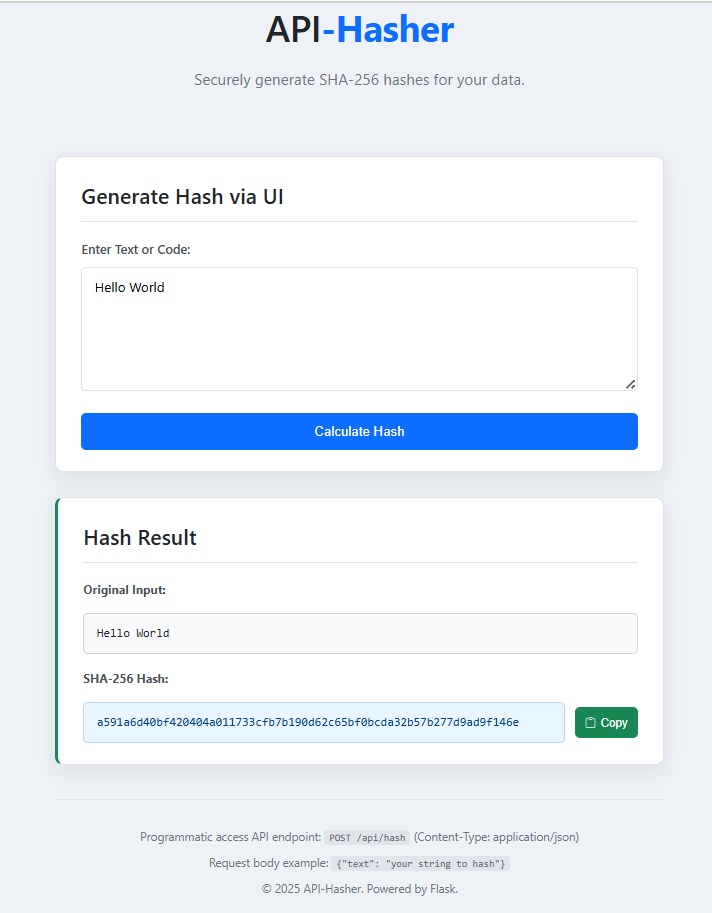 API-Hasher
Securely generate SHA-256 hashes for your data.
Generate Hash via UI
Enter Text or Code:
Hello World
Calculate Hash
Hash Result
Original Input:
Hello World
SHA-256 Hash:
a591a6d40bf420404a011733cfb7b190d62c65bf0bcda32b57b277d9ad9f146e
Copy
Programmatic access API endpoint: POST /api/hash (Content-Type: application/json)
Request body example: {"text": "your string to hash"}
© 2025 API-Hasher. Powered by Flask.